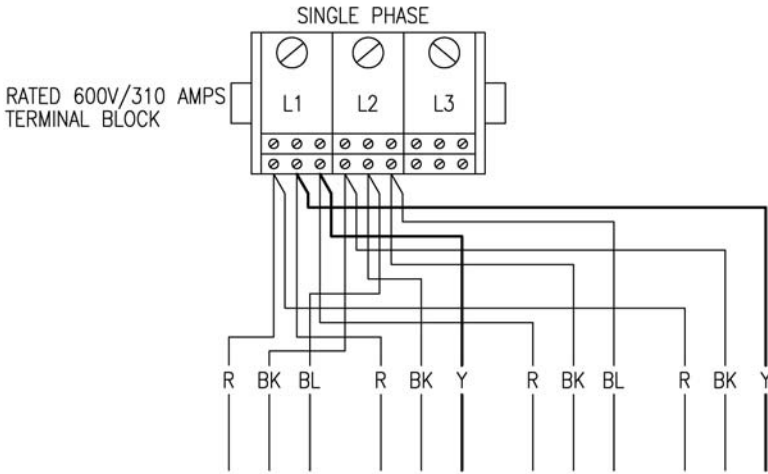 SINGLE PHASE
RATED 600V/310 AMPS
TERMINAL BLOCK
L1 L2 L3
R BK BL R BK Y R BK BL R BK Y